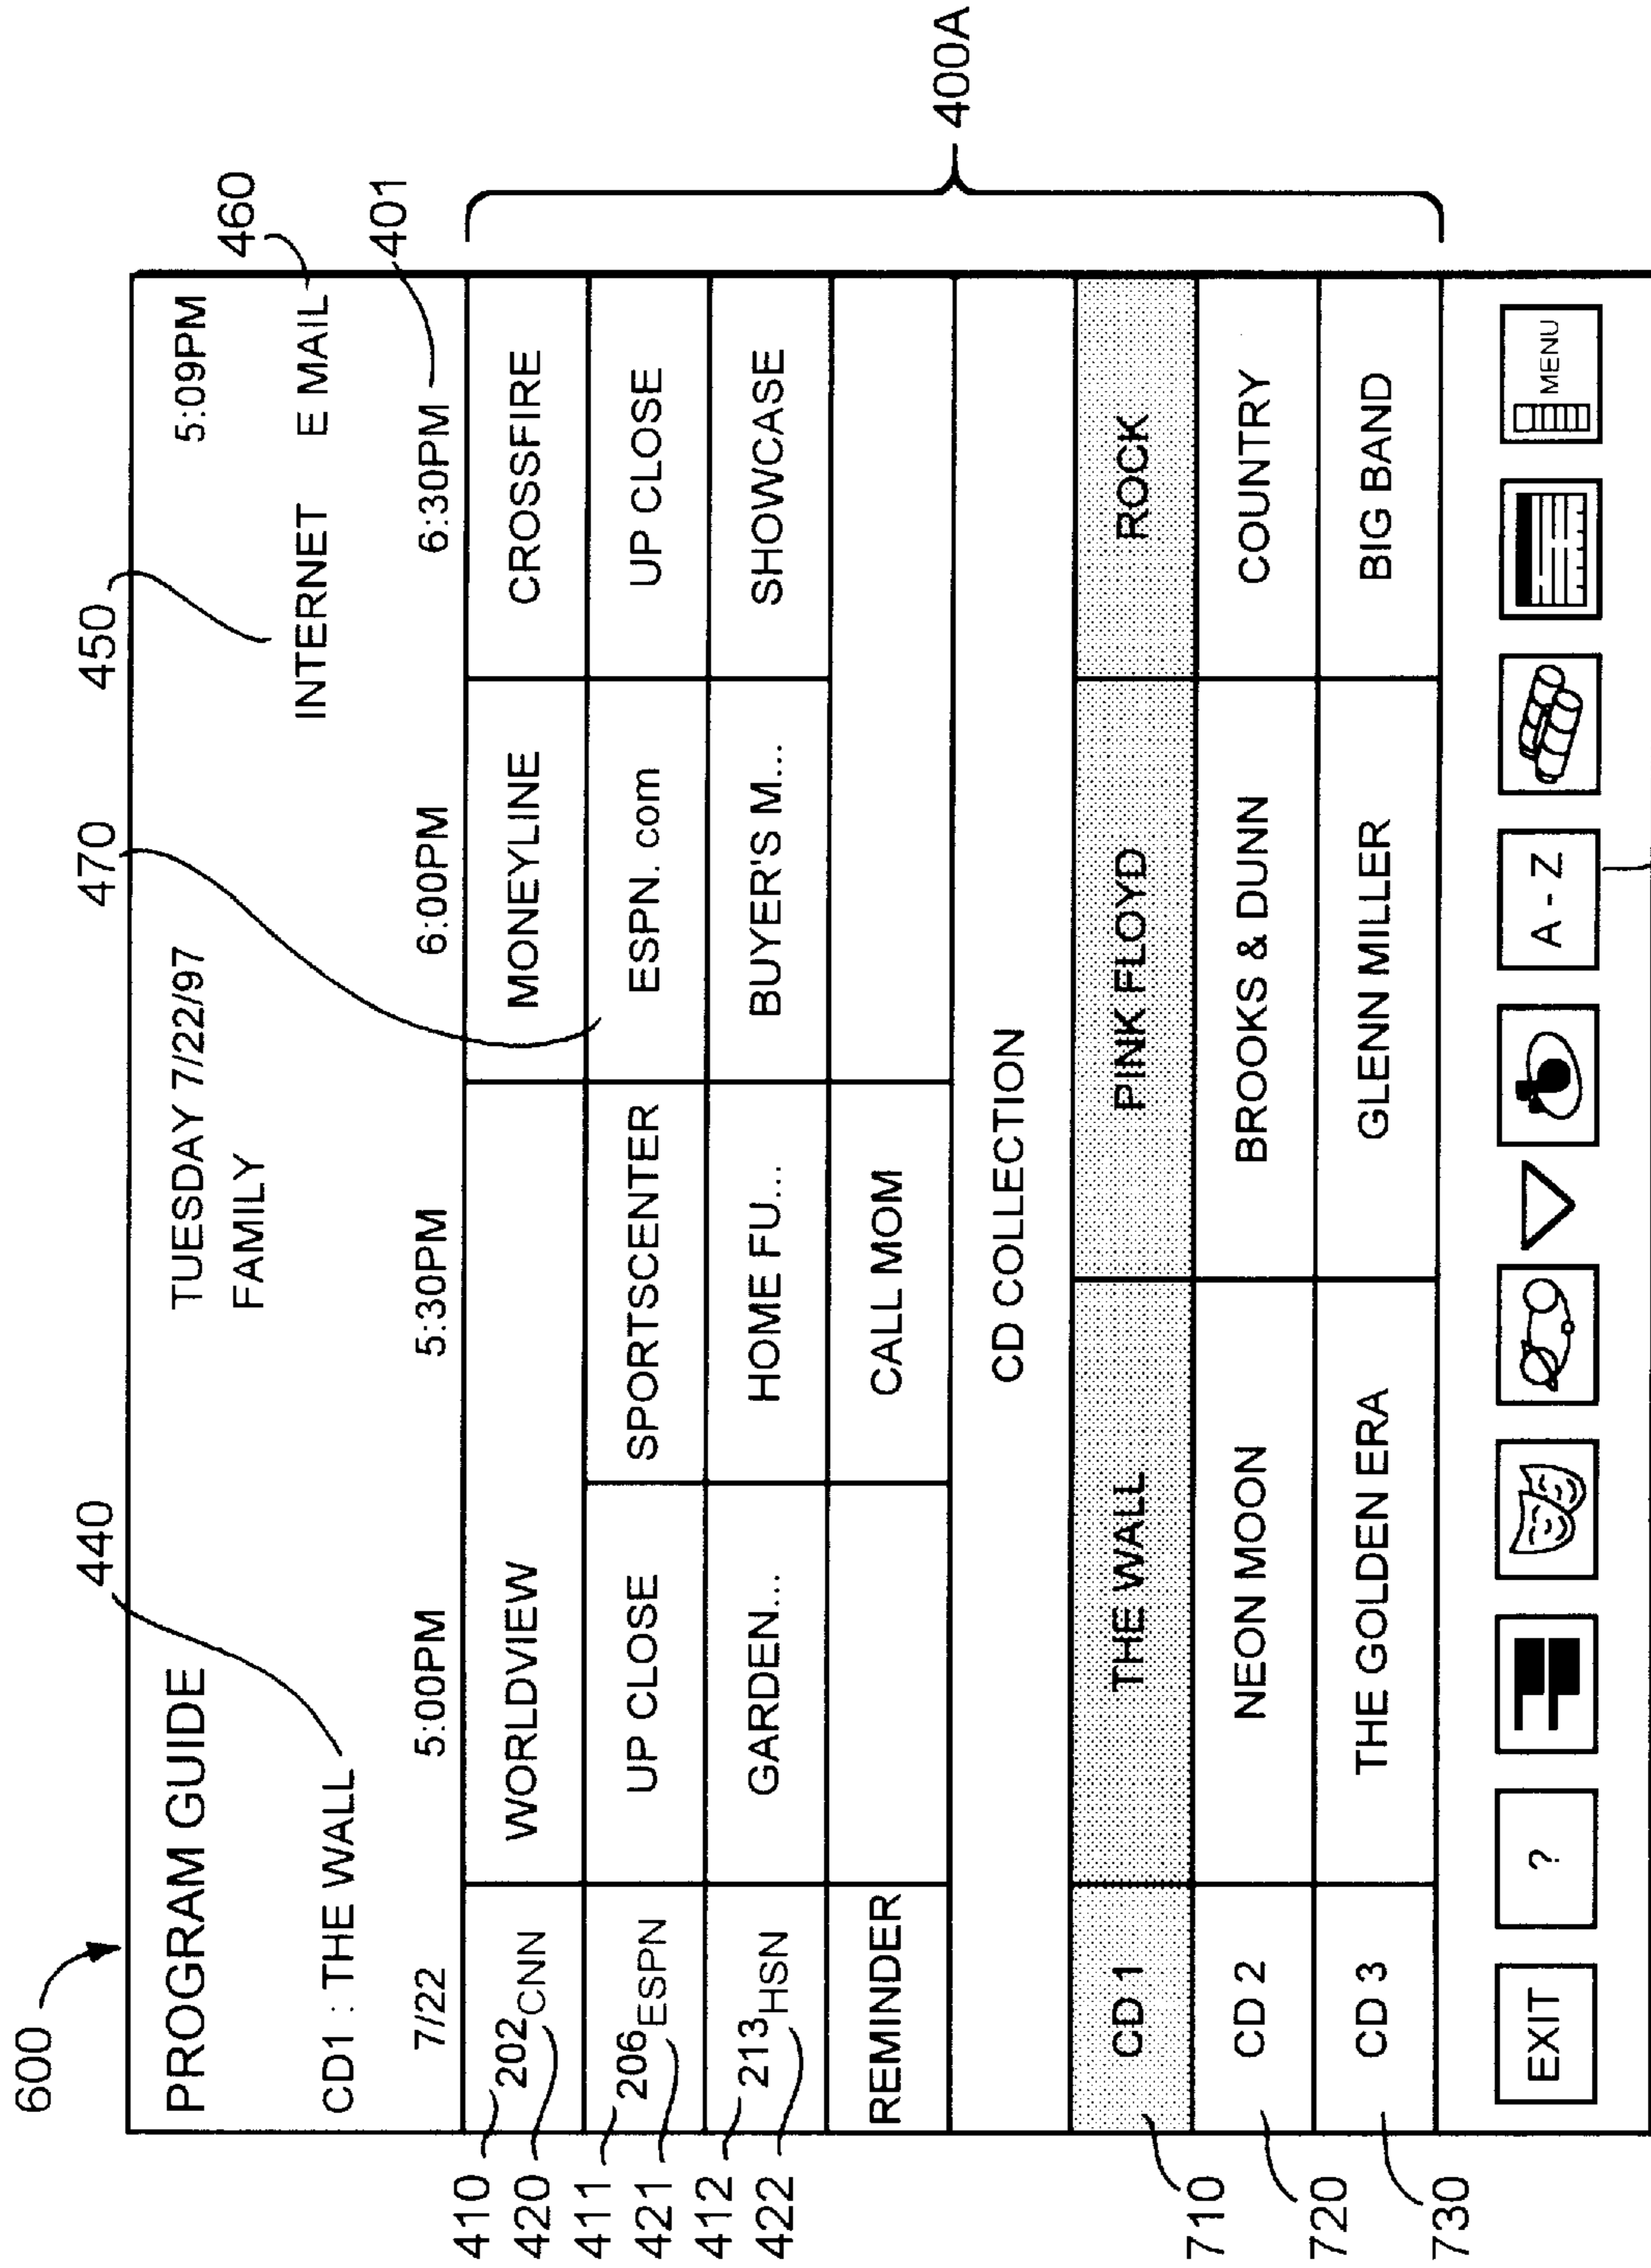 600
440
470
450
460
401
400A
PROGRAM GUIDE TUESDAY 7/22/97 5:09PM
FAMILY
CD1 : THE WALL INTERNET E MAIL
7/22 5:00PM 5:30PM 6:00PM 6:30PM
410 420 202 CNN WORLDVIEW MONEYLINE CROSSFIRE
411 421 206 ESPN UP CLOSE SPORTSCENTER ESPN. com UP CLOSE
412 422 213 HSN GARDEN... HOME FU... BUYER'S M... SHOWCASE
REMINDER CALL MOM
CD COLLECTION
710 CD 1 THE WALL PINK FLOYD ROCK
720 CD 2 NEON MOON BROOKS & DUNN COUNTRY
730 CD 3 THE GOLDEN ERA GLENN MILLER BIG BAND
EXIT ? A - Z MENU